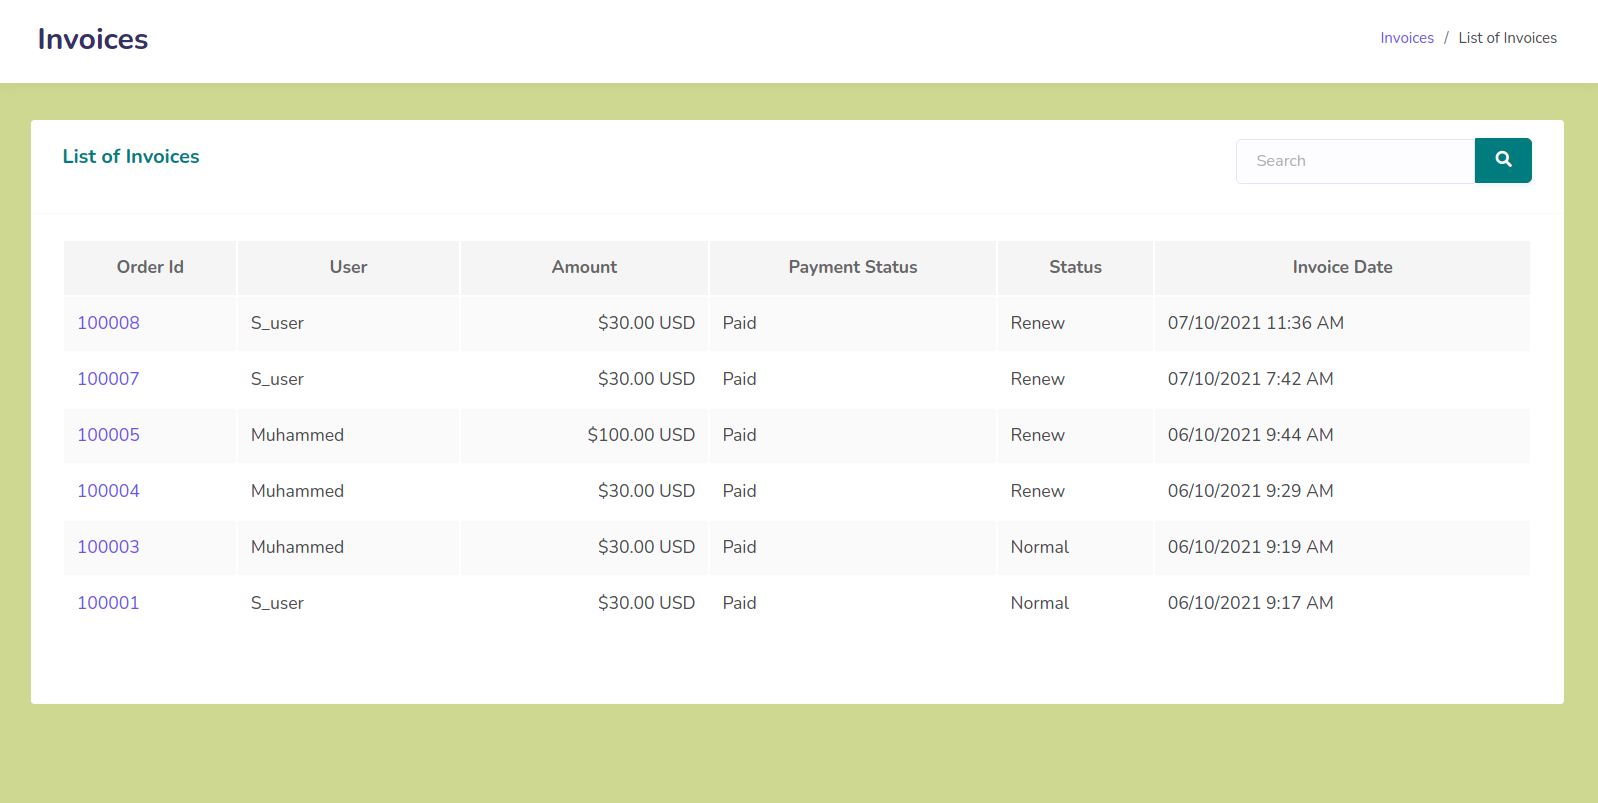 Invoices
Invoices / List of Invoices
List of Invoices
Search
Order Id User Amount Payment Status Status Invoice Date
100008 S_user $30.00 USD Paid Renew 07/10/2021 11:36 AM
100007 S_user $30.00 USD Paid Renew 07/10/2021 7:42 AM
100005 Muhammed $100.00 USD Paid Renew 06/10/2021 9:44 AM
100004 Muhammed $30.00 USD Paid Renew 06/10/2021 9:29 AM
100003 Muhammed $30.00 USD Paid Normal 06/10/2021 9:19 AM
100001 S_user $30.00 USD Paid Normal 06/10/2021 9:17 AM